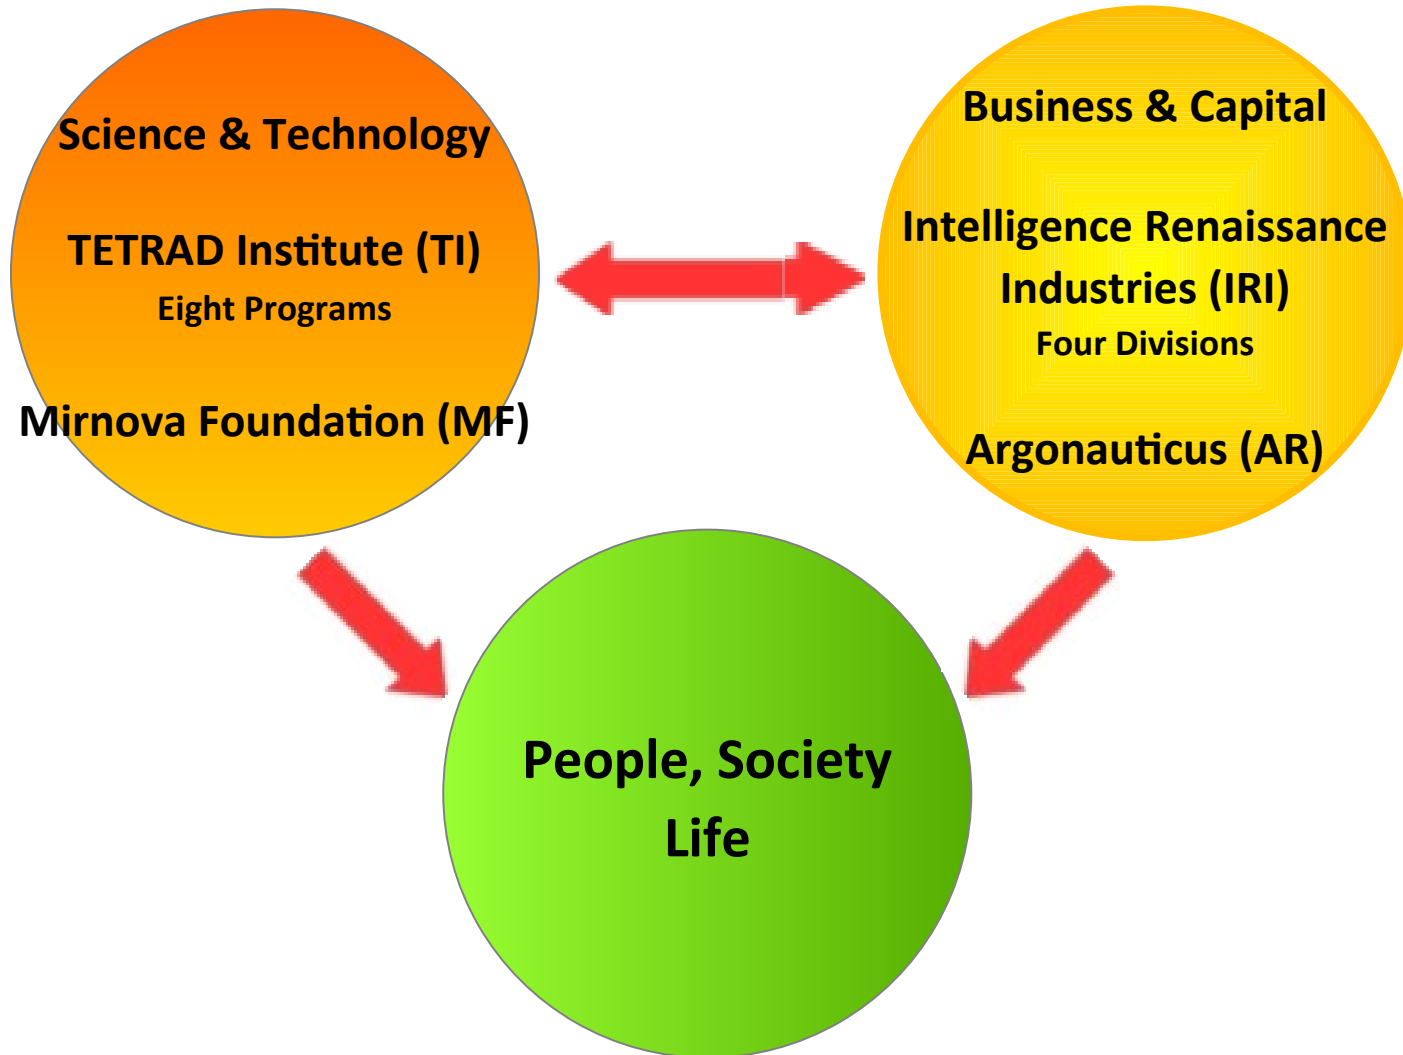 Science & Technology
TETRAD Institute (TI)
Eight Programs
Mirnova Foundation (MF)
Business & Capital
Intelligence Renaissance
Industries (IRI)
Four Divisions
Argonauticus (AR)
People, Society
Life